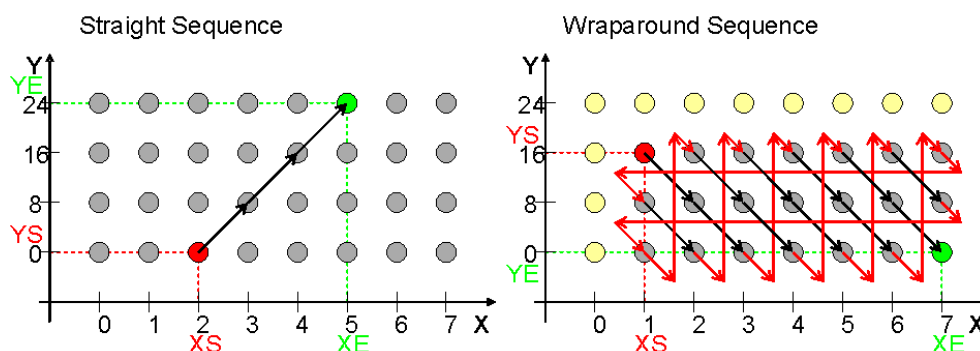 Straight Sequence
Wraparound Sequence
Y
YE
24
16
8
YS
0
0 1 2 3 4 5 6 7 X
XS XE
Y
24
YS
16
8
0
YE
0 1 2 3 4 5 6 7 X
XS XE